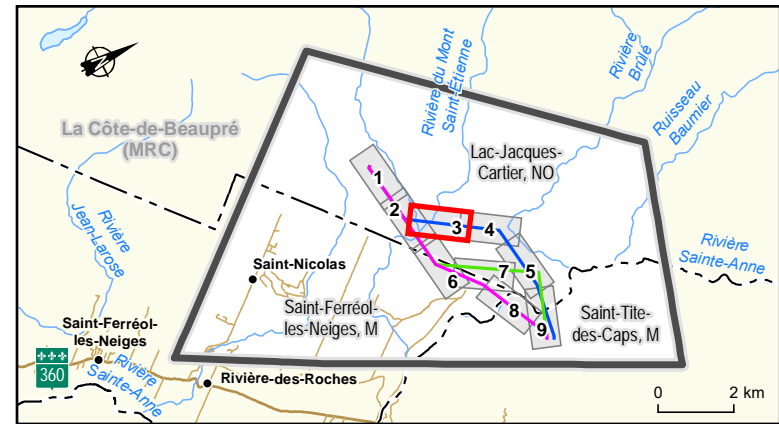 La Côte-de-Beaupré
(MRC)
Rivière du Mont
Saint-Étienne
Rivière
Brûlé
Ruisseau
Baumier
Lac-Jacques-
Cartier, NO
Rivière
Jean-Larose
1
2
3
4
5
6
7
8
9
Rivière
Sainte-Anne
Saint-Nicolas
Saint-Ferréol-
les-Neiges, M
Saint-Tite-
des-Caps, M
Saint-Ferréol-
les-Neiges
360
Rivière
Sainte-Anne
Rivière-des-Roches
0 2 km